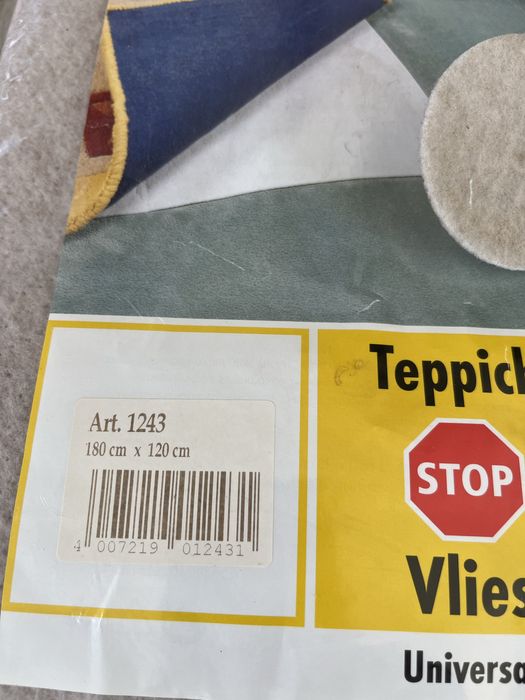 Art. 1243
180 cm x 120 cm
4 007219 012431
Teppich
STOP
Vlies
Universa